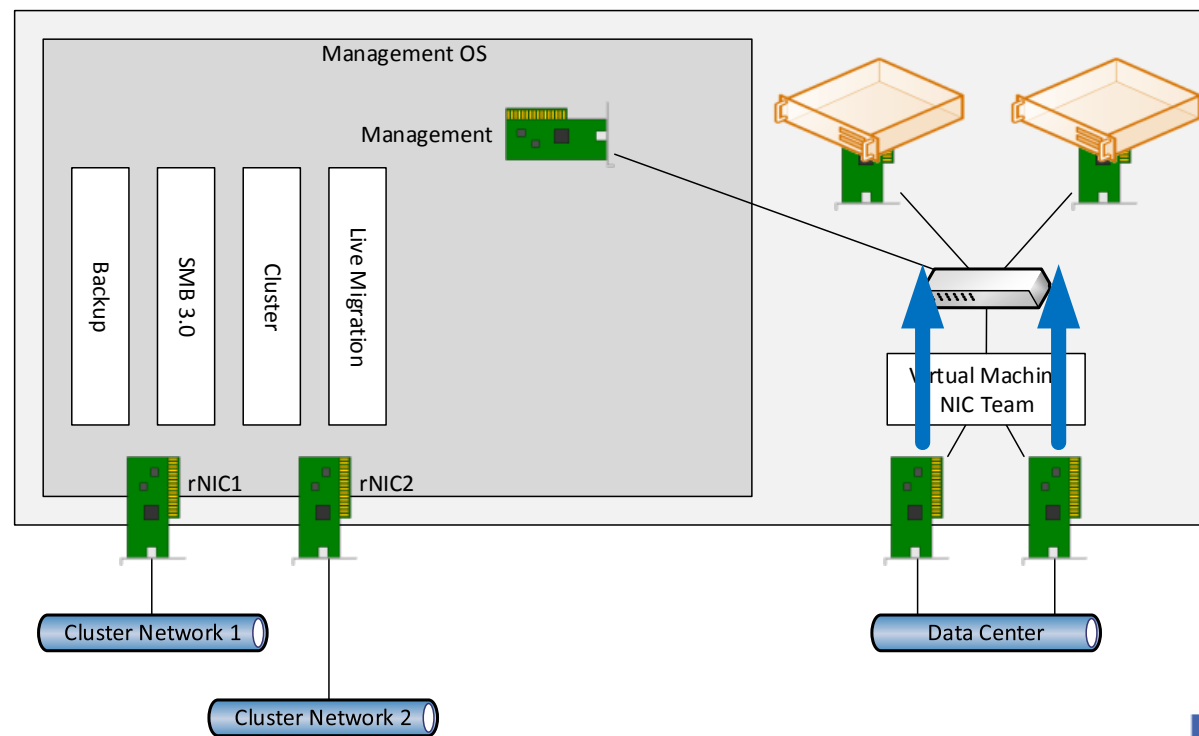 Management OS
Management
Backup
SMB 3.0
Cluster
Live Migration
Virtual Machin
NIC Team
rNIC1
rNIC2
Cluster Network 1
Data Center
Cluster Network 2